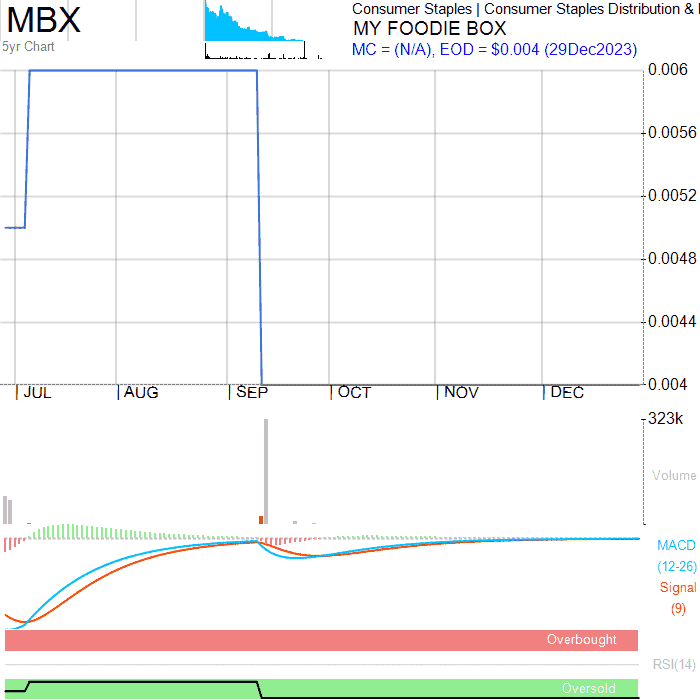 MBX
5yr Chart
Consumer Staples | Consumer Staples Distribution &
MY FOODIE BOX
MC = (N/A), EOD = $0.004 (29Dec2023)
0.006
0.0056
0.0052
0.0048
0.0044
0.004
JUL AUG SEP OCT NOV DEC
323k
Volume
MACD
(12-26)
Signal
(9)
Overbought
RSI(14)
Oversold